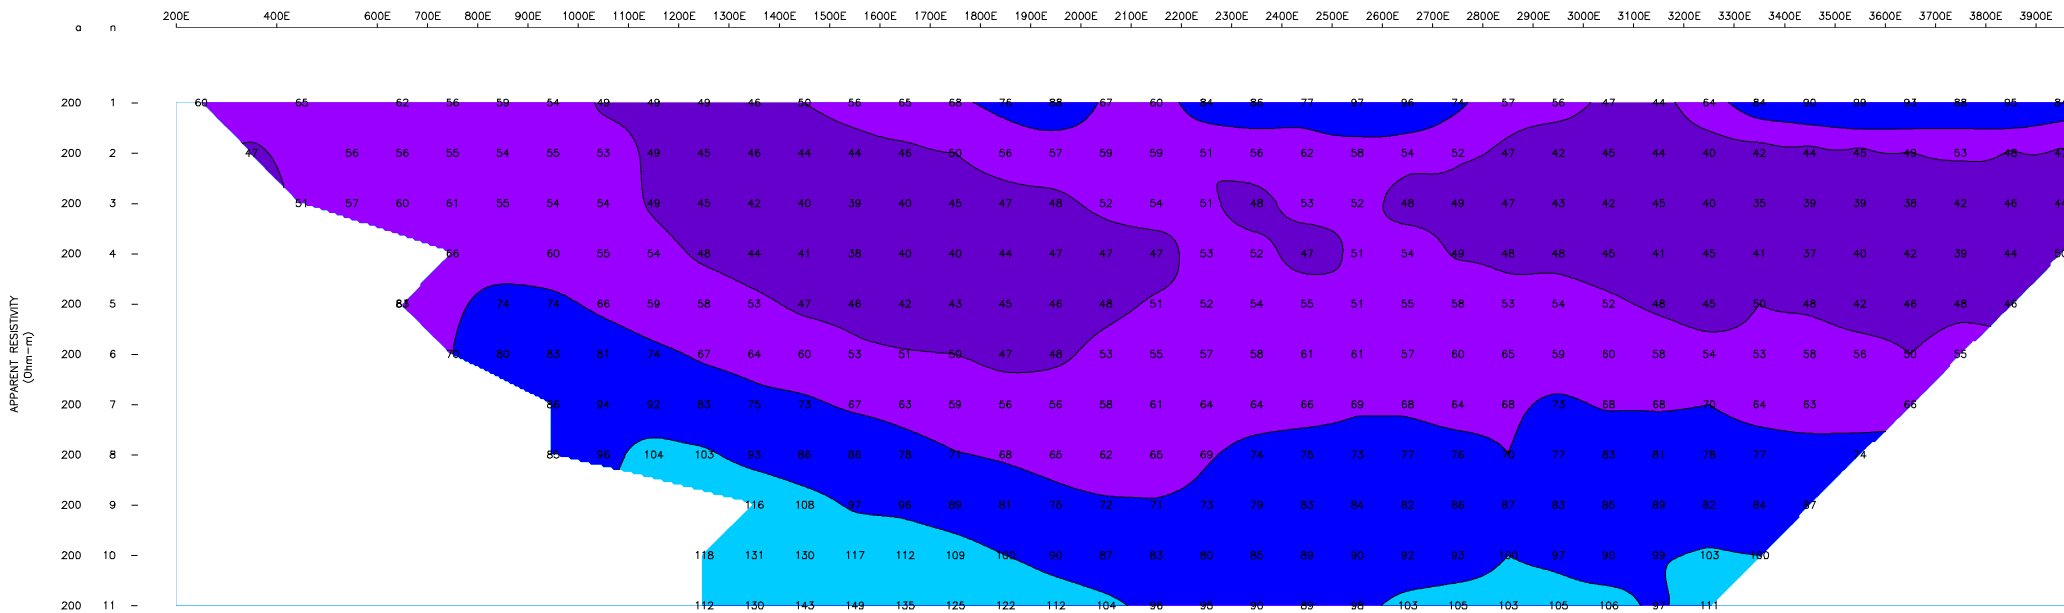 200E 400E 600E 700E 800E 900E 1000E 1100E 1200E 1300E 1400E 1500E 1600E 1700E 1800E 1900E 2000E 2100E 2200E 2300E 2400E 2500E 2600E 2700E 2800E 2900E 3000E 3100E 3200E 3300E 3400E 3500E 3600E 3700E 3800E 3900E
a n
200 1 60 65 62 56 59 54 49 49 49 46 50 56 65 68 76 88 67 60 84 86 77 97 96 74 57 56 47 44 64 84 90 99 93 88 95
200 2 47 56 56 55 54 55 53 49 45 46 44 44 46 50 56 57 59 59 51 56 62 58 54 52 47 42 45 44 40 42 44 45 49 53 48
200 3 51 57 60 61 55 54 54 49 45 42 40 39 40 45 47 48 52 54 51 48 53 52 48 49 47 43 42 45 40 35 39 39 38 42 46 44
200 4 66 60 55 54 48 44 41 38 40 40 44 47 47 47 53 52 47 51 54 49 48 48 45 41 45 41 37 40 42 39 44 50
200 5 74 74 66 59 58 53 47 46 42 43 45 46 48 51 52 54 55 51 55 58 53 54 52 48 45 50 48 42 46 48 46
APPARENT RESISTIVITY
(Ohm-m)
200 6 70 80 83 81 74 67 64 60 53 51 50 47 48 53 55 57 58 61 61 57 60 65 59 60 58 54 53 58 56 50 55
200 7 86 94 92 83 75 73 67 63 59 56 56 58 61 64 64 66 69 68 64 68 73 68 68 70 64 63 66
200 8 85 96 104 103 93 86 86 78 71 68 65 62 65 69 74 75 73 77 76 70 77 83 81 78 77 74
200 9 116 108 97 96 89 81 76 72 71 73 79 83 84 82 86 87 83 85 89 82 84 87
200 10 118 131 130 117 112 109 100 90 87 83 80 85 89 90 92 93 100 97 90 99 103 100
200 11 112 130 143 149 135 125 122 112 104 98 95 90 89 98 103 105 103 105 106 97 111